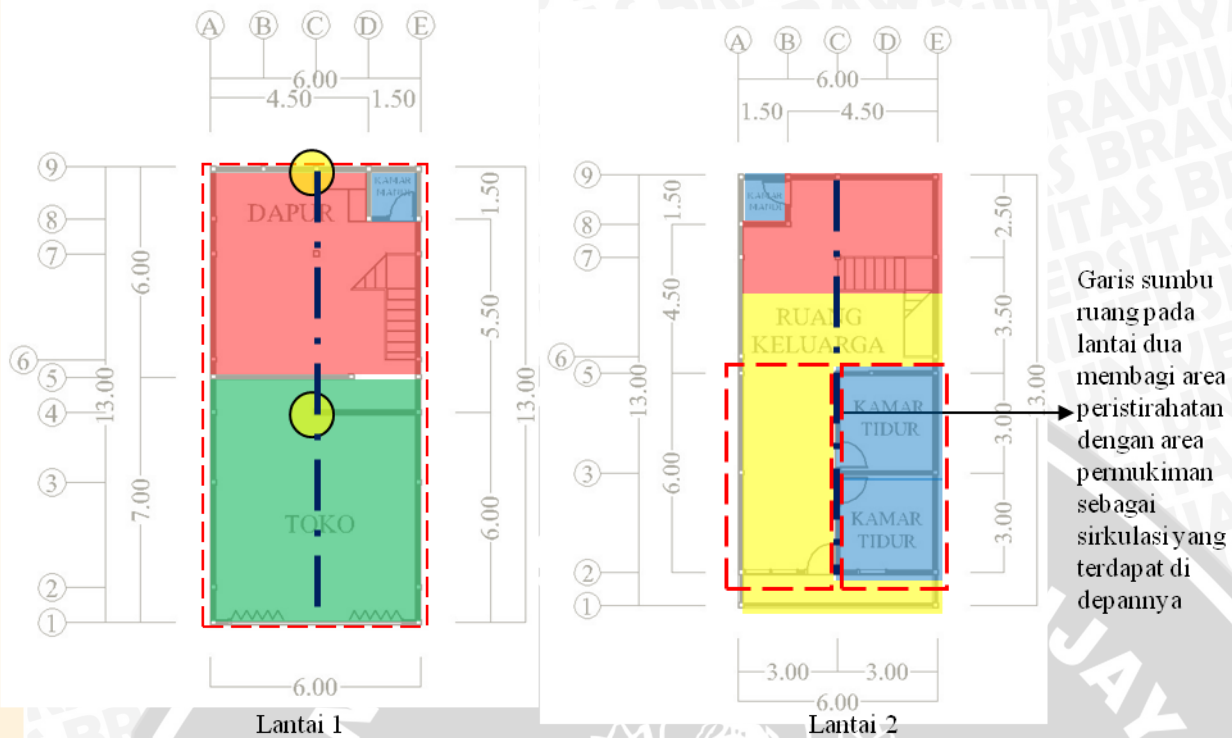 A B C D E
6.00
4.50 1.50
9
8
7
6
5
4
3
2
1
6.00
13.00
7.00
DAPUR
KAMAR
MANDI
TOKO
1.50
5.50
13.00
6.00
6.00
Lantai 1
A B C D E
6.00
1.50 4.50
9
8
7
6
5
3
2
1
1.50
4.50
13.00
6.00
KAMAR
MANDI
RUANG
KELUARGA
KAMAR
TIDUR
KAMAR
TIDUR
2.50
3.50
3.00
3.00
3.00
3.00 3.00
6.00
Lantai 2
Garis sumbu
ruang pada
lantai dua
membagi area
peristirahatan
dengan area
permukiman
sebagai
sirkulasi yang
terdapat di
depannya